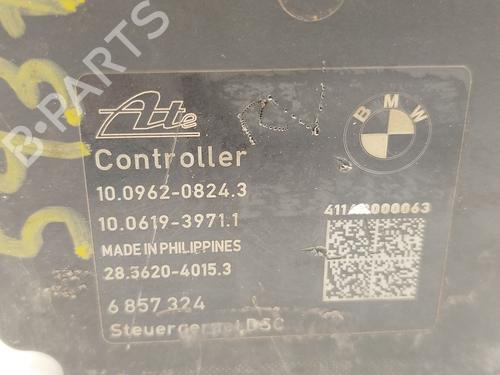 Ate
BMW
Controller
10.0962-0824.3
10.0619-3971.1
MADE IN PHILIPPINES
28.5620-4015.3
6 857 324
B-PARTS